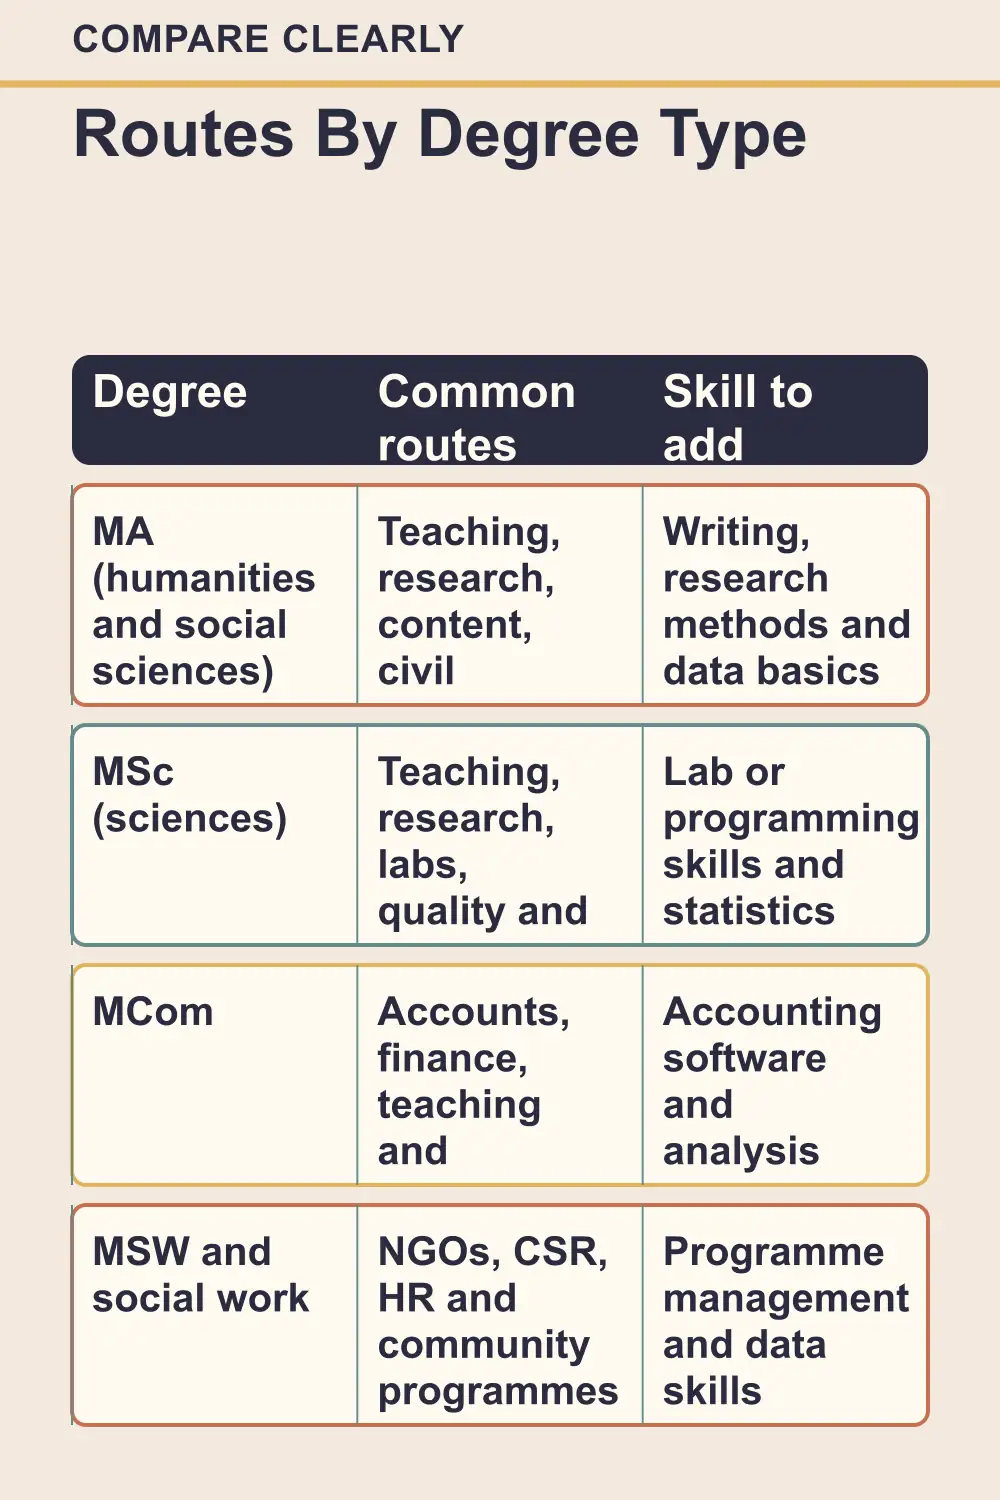 COMPARE CLEARLY
Routes By Degree Type
Degree
Common
routes
Skill to
add
MA
(humanities
and social
sciences)
Teaching,
research,
content,
civil
Writing,
research
methods and
data basics
MSc
(sciences)
Teaching,
research,
labs,
quality and
Lab or
programming
skills and
statistics
MCom
Accounts,
finance,
teaching
and
Accounting
software
and
analysis
MSW and
social work
NGOs, CSR,
HR and
community
programmes
Programme
management
and data
skills